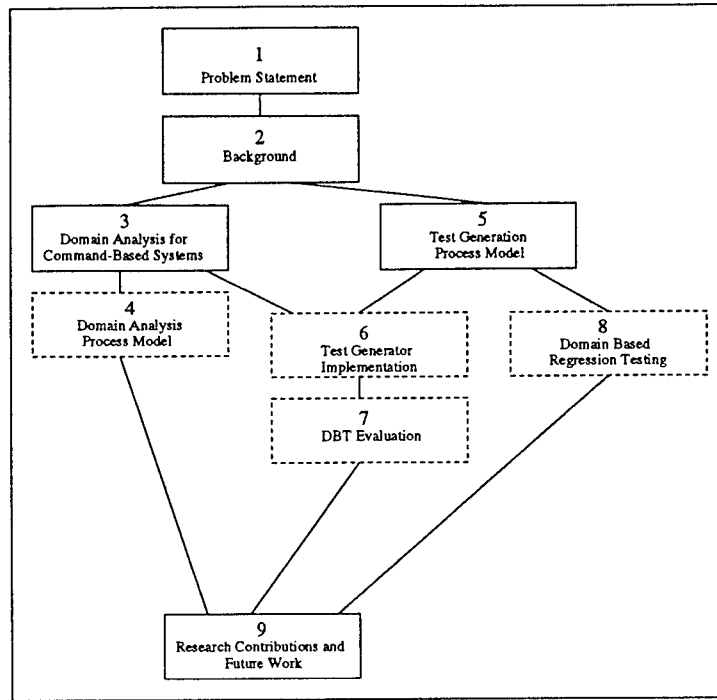 1
Problem Statement
2
Background
3
Domain Analysis for
Command-Based Systems
5
Test Generation
Process Model
4
Domain Analysis
Process Model
6
Test Generator
Implementation
8
Domain Based
Regression Testing
7
DBT Evaluation
9
Research Contributions and
Future Work